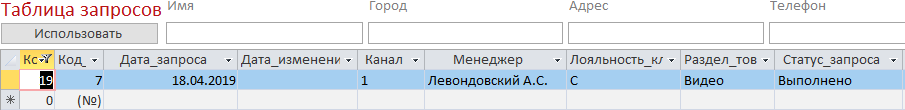 Таблица запросов Имя Город Адрес Телефон
Использовать
Кс Код_ Дата_запроса Дата_изменени Канал Менеджер Лояльность_кл Раздел_тов Статус_запроса
19 7 18.04.2019 1 Левондовский А.С. С Видео Выполнено
* 0 (№)